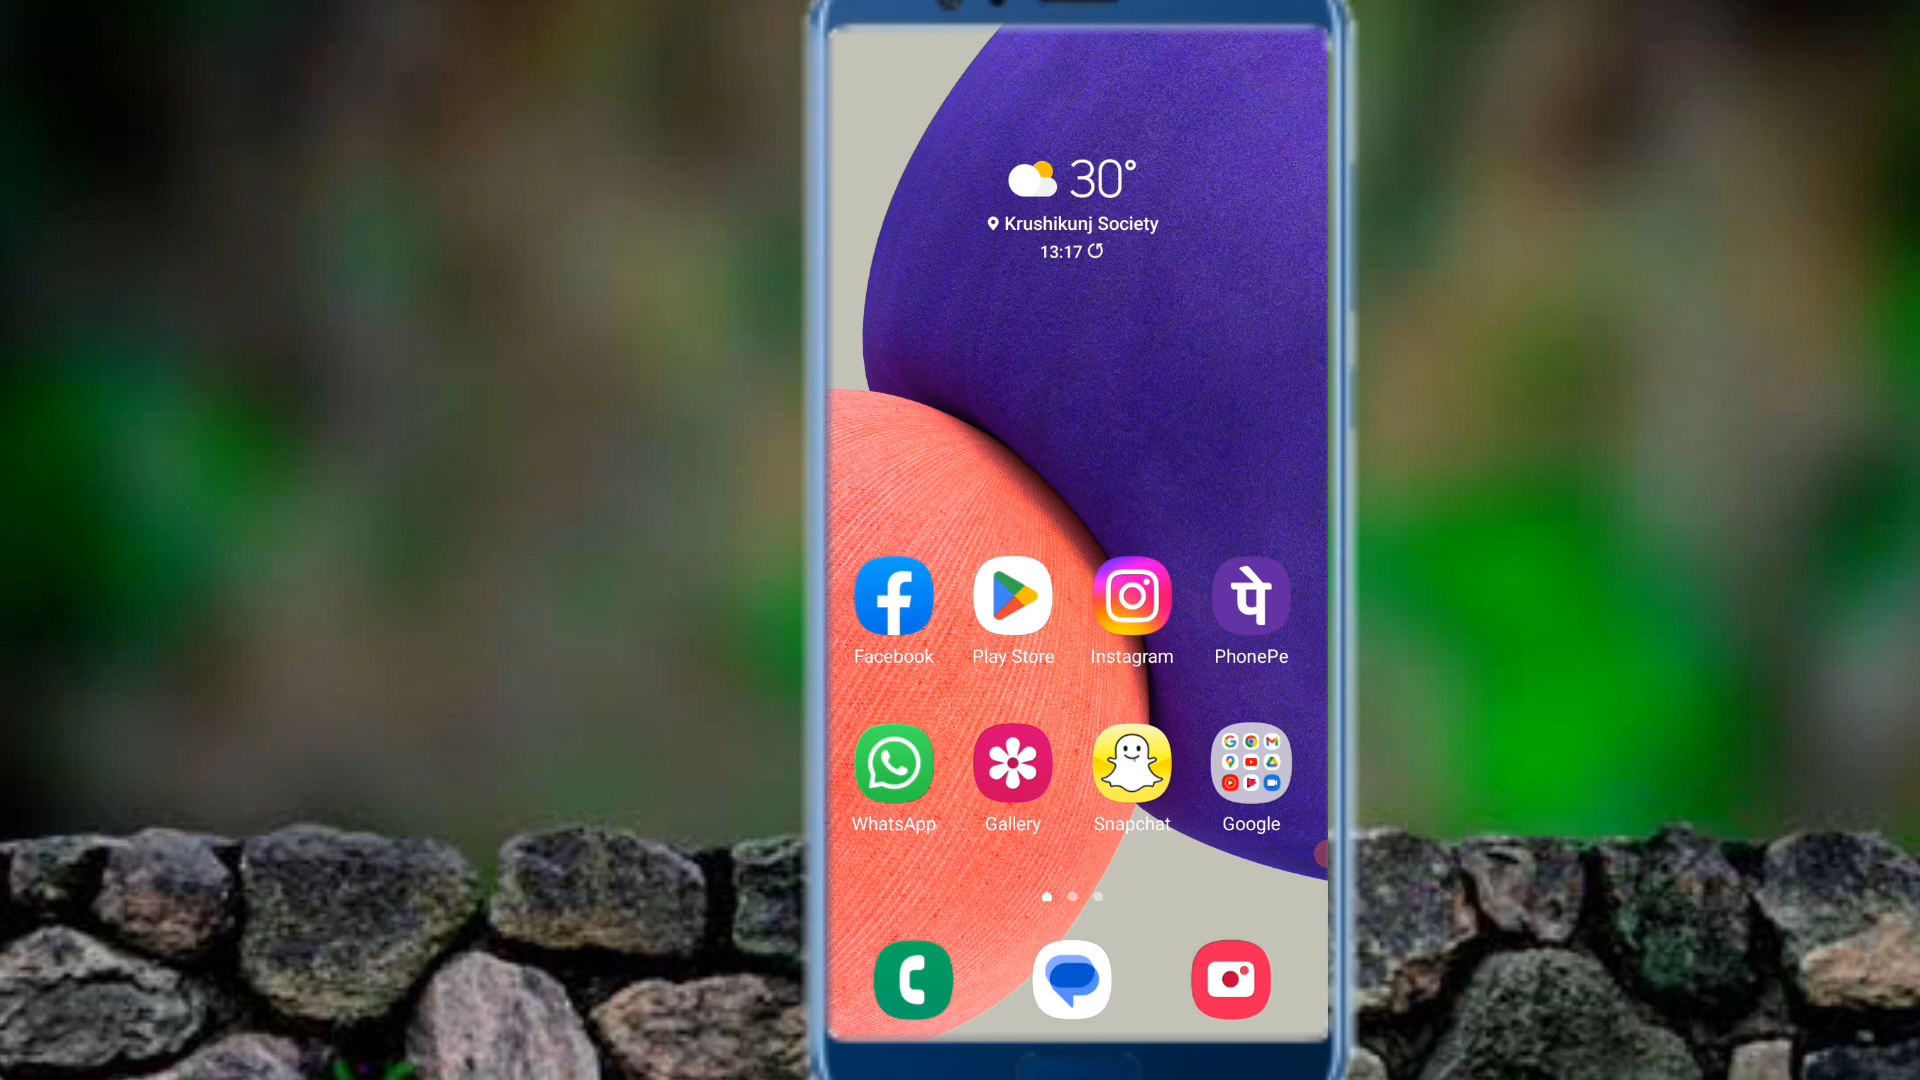 30°
Krushikunj Society
13:17
पे
Facebook Play Store Instagram PhonePe
WhatsApp Gallery Snapchat Google